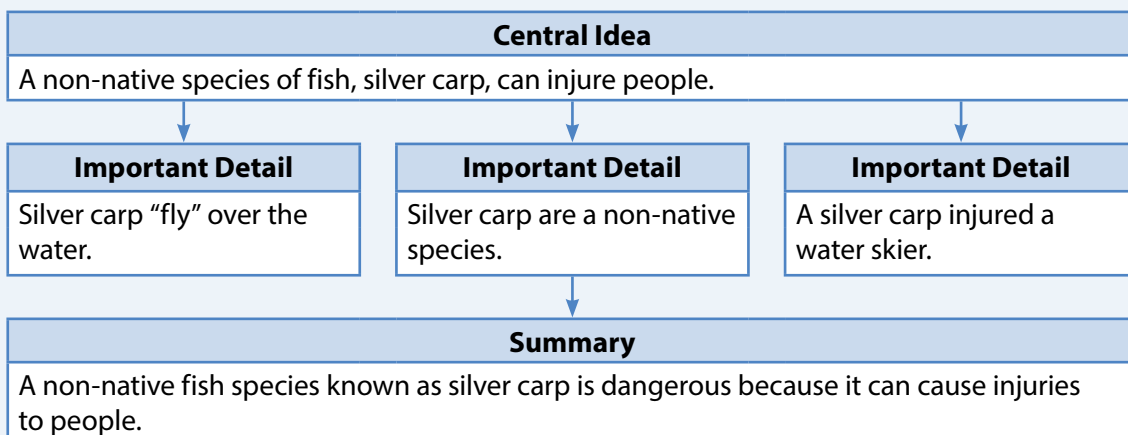 Central Idea
A non-native species of fish, silver carp, can injure people.
Important Detail
Silver carp “fly” over the
water.
Important Detail
Silver carp are a non-native
species.
Important Detail
A silver carp injured a
water skier.
Summary
A non-native fish species known as silver carp is dangerous because it can cause injuries
to people.